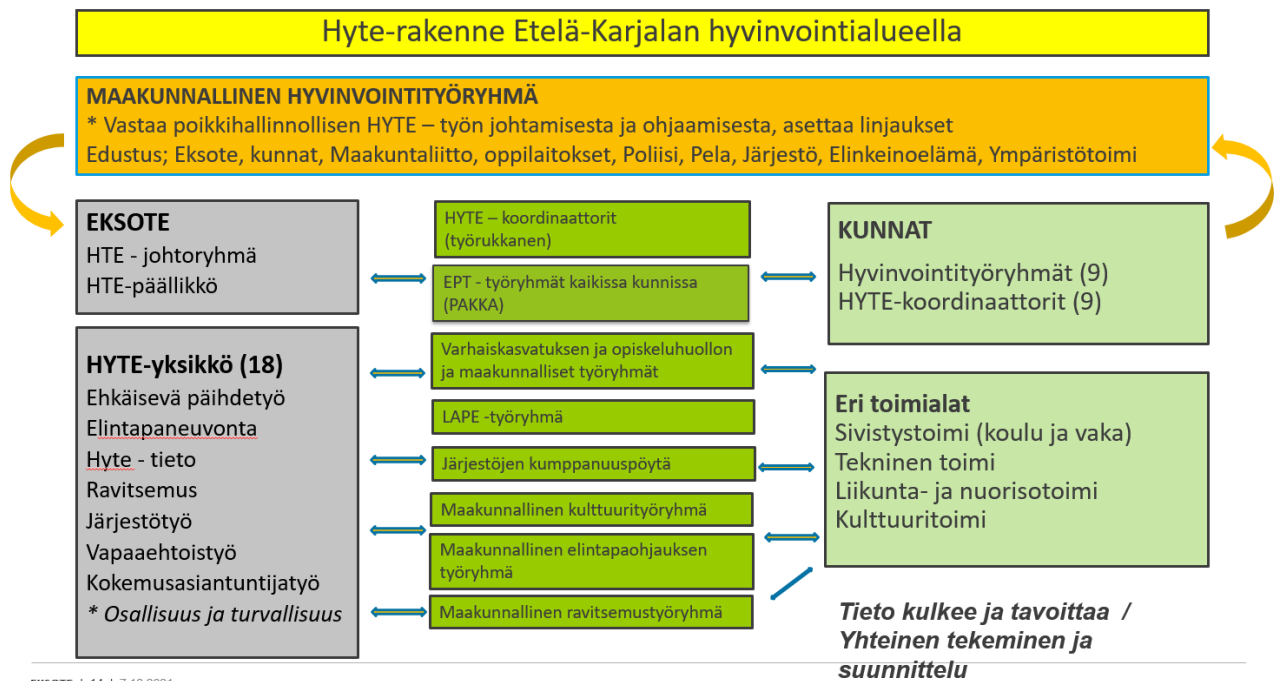 Hyte-rakenne Etelä-Karjalan hyvinvointialueella
MAAKUNNALLINEN HYVINVOINTITYÖRYHMÄ
* Vastaa poikkihallinnollisen HYTE – työn johtamisesta ja ohjaamisesta, asettaa linjaukset
Edustus; Eksote, kunnat, Maakuntaliitto, oppilaitokset, Poliisi, Pela, Järjestö, Elinkeinoelämä, Ympäristötoimi
EKSOTE
HTE - johtoryhmä
HTE-päällikkö
HYTE-yksikkö (18)
Ehkäisevä päihdetyö
Elintapaneuvonta
Hyte - tieto
Ravitsemus
Järjestötyö
Vapaaehtoistyö
Kokemusasiantuntijatyö
* Osallisuus ja turvallisuus
HYTE – koordinaattorit
(työrukkanen)
EPT - työryhmät kaikissa kunnissa
(PAKKA)
Varhaiskasvatuksen ja opiskeluhuollon
ja maakunnalliset työryhmät
LAPE -työryhmä
Järjestöjen kumppanuuspöytä
Maakunnallinen kulttuurityöryhmä
Maakunnallinen elintapaohjauksen
työryhmä
Maakunnallinen ravitsemustyöryhmä
KUNNAT
Hyvinvointityöryhmät (9)
HYTE-koordinaattorit (9)
Eri toimialat
Sivistystoimi (koulu ja vaka)
Tekninen toimi
Liikunta- ja nuorisotoimi
Kulttuuritoimi
Tieto kulkee ja tavoittaa /
Yhteinen tekeminen ja
suunnittelu